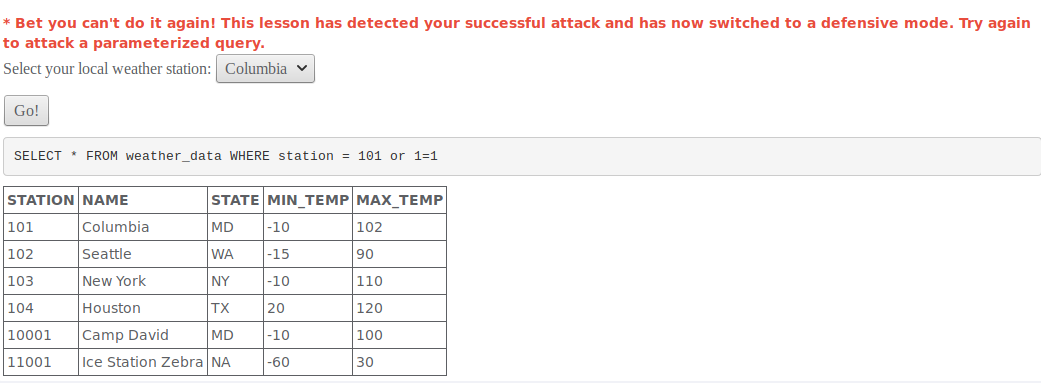 * Bet you can't do it again! This lesson has detected your successful attack and has now switched to a defensive mode. Try again
to attack a parameterized query.
Select your local weather station: Columbia
Go!
SELECT * FROM weather_data WHERE station = 101 or 1=1
STATION NAME STATE MIN_TEMP MAX_TEMP
101 Columbia MD -10 102
102 Seattle WA -15 90
103 New York NY -10 110
104 Houston TX 20 120
10001 Camp David MD -10 100
11001 Ice Station Zebra NA -60 30